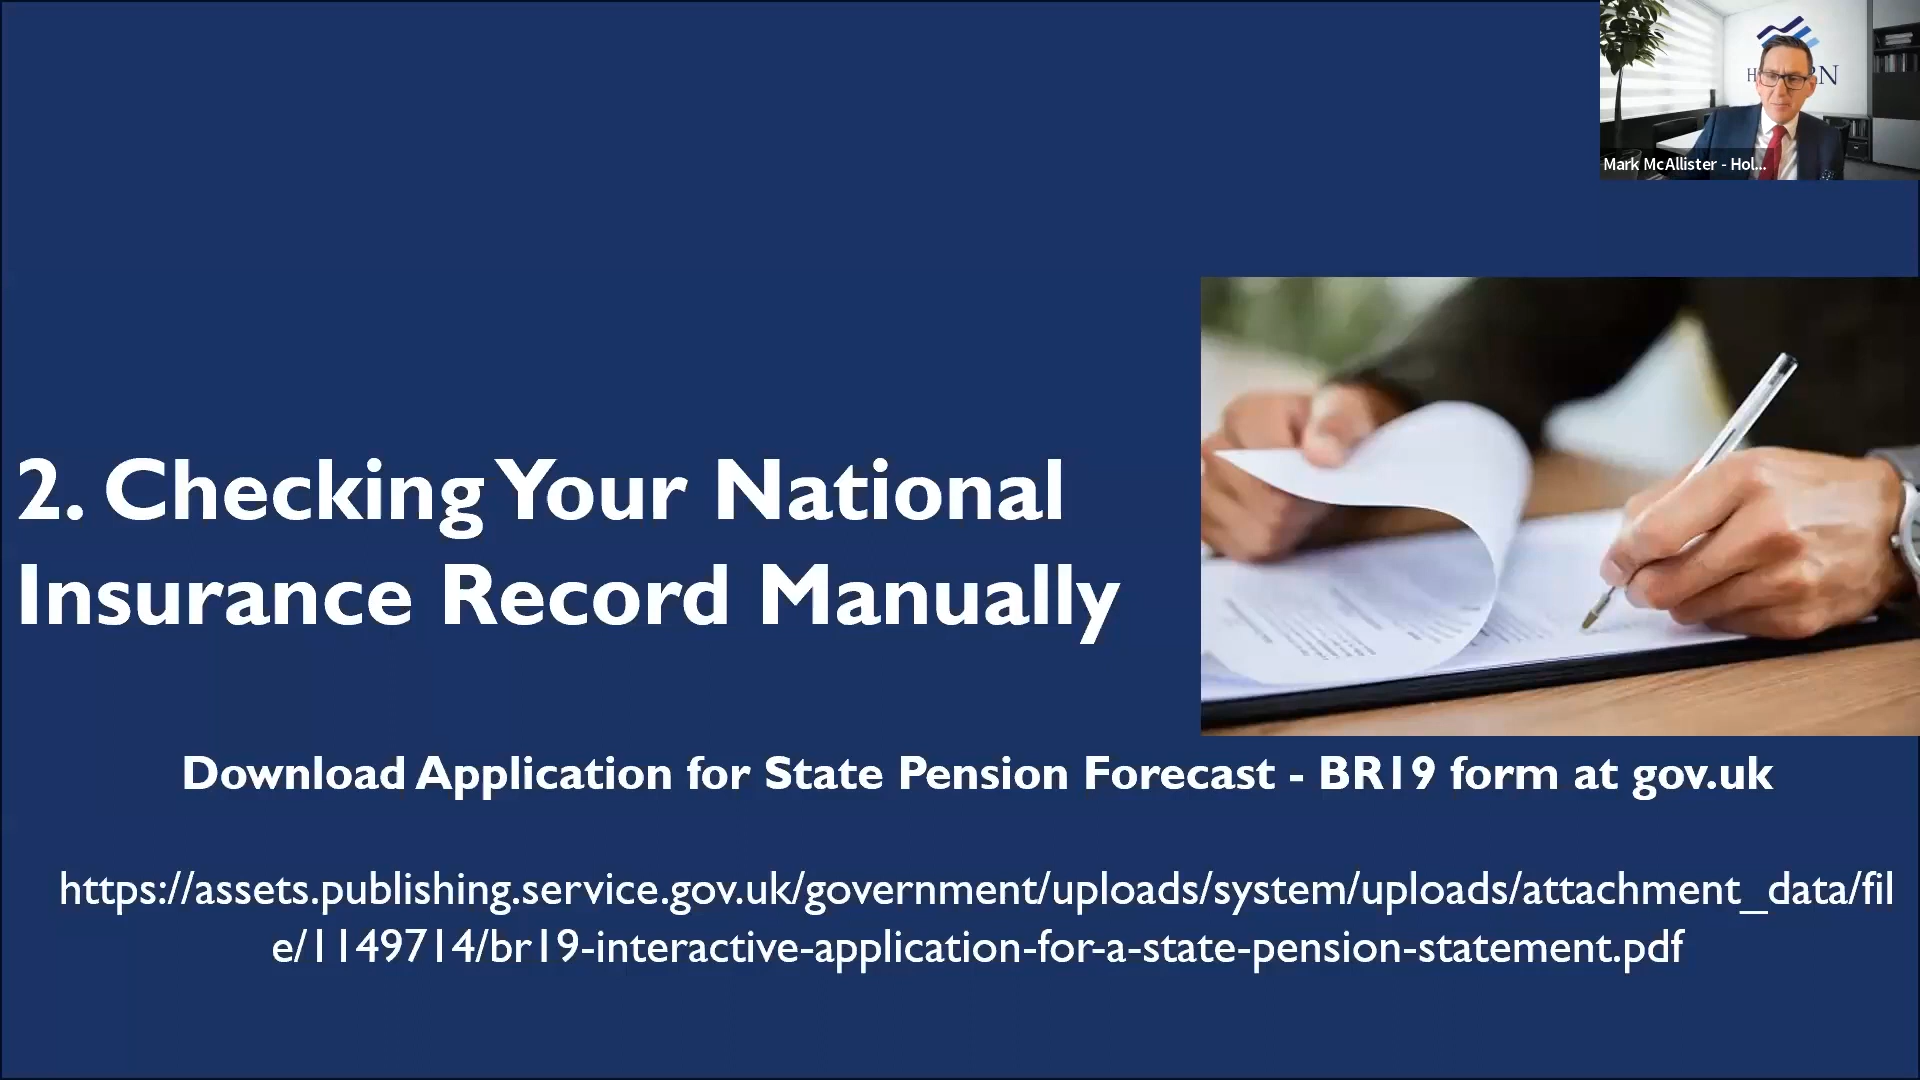 Mark McAllister - Hol...
2. Checking Your National
Insurance Record Manually
Download Application for State Pension Forecast - BR19 form at gov.uk
https://assets.publishing.service.gov.uk/government/uploads/system/uploads/attachment_data/fil
e/1149714/br19-interactive-application-for-a-state-pension-statement.pdf